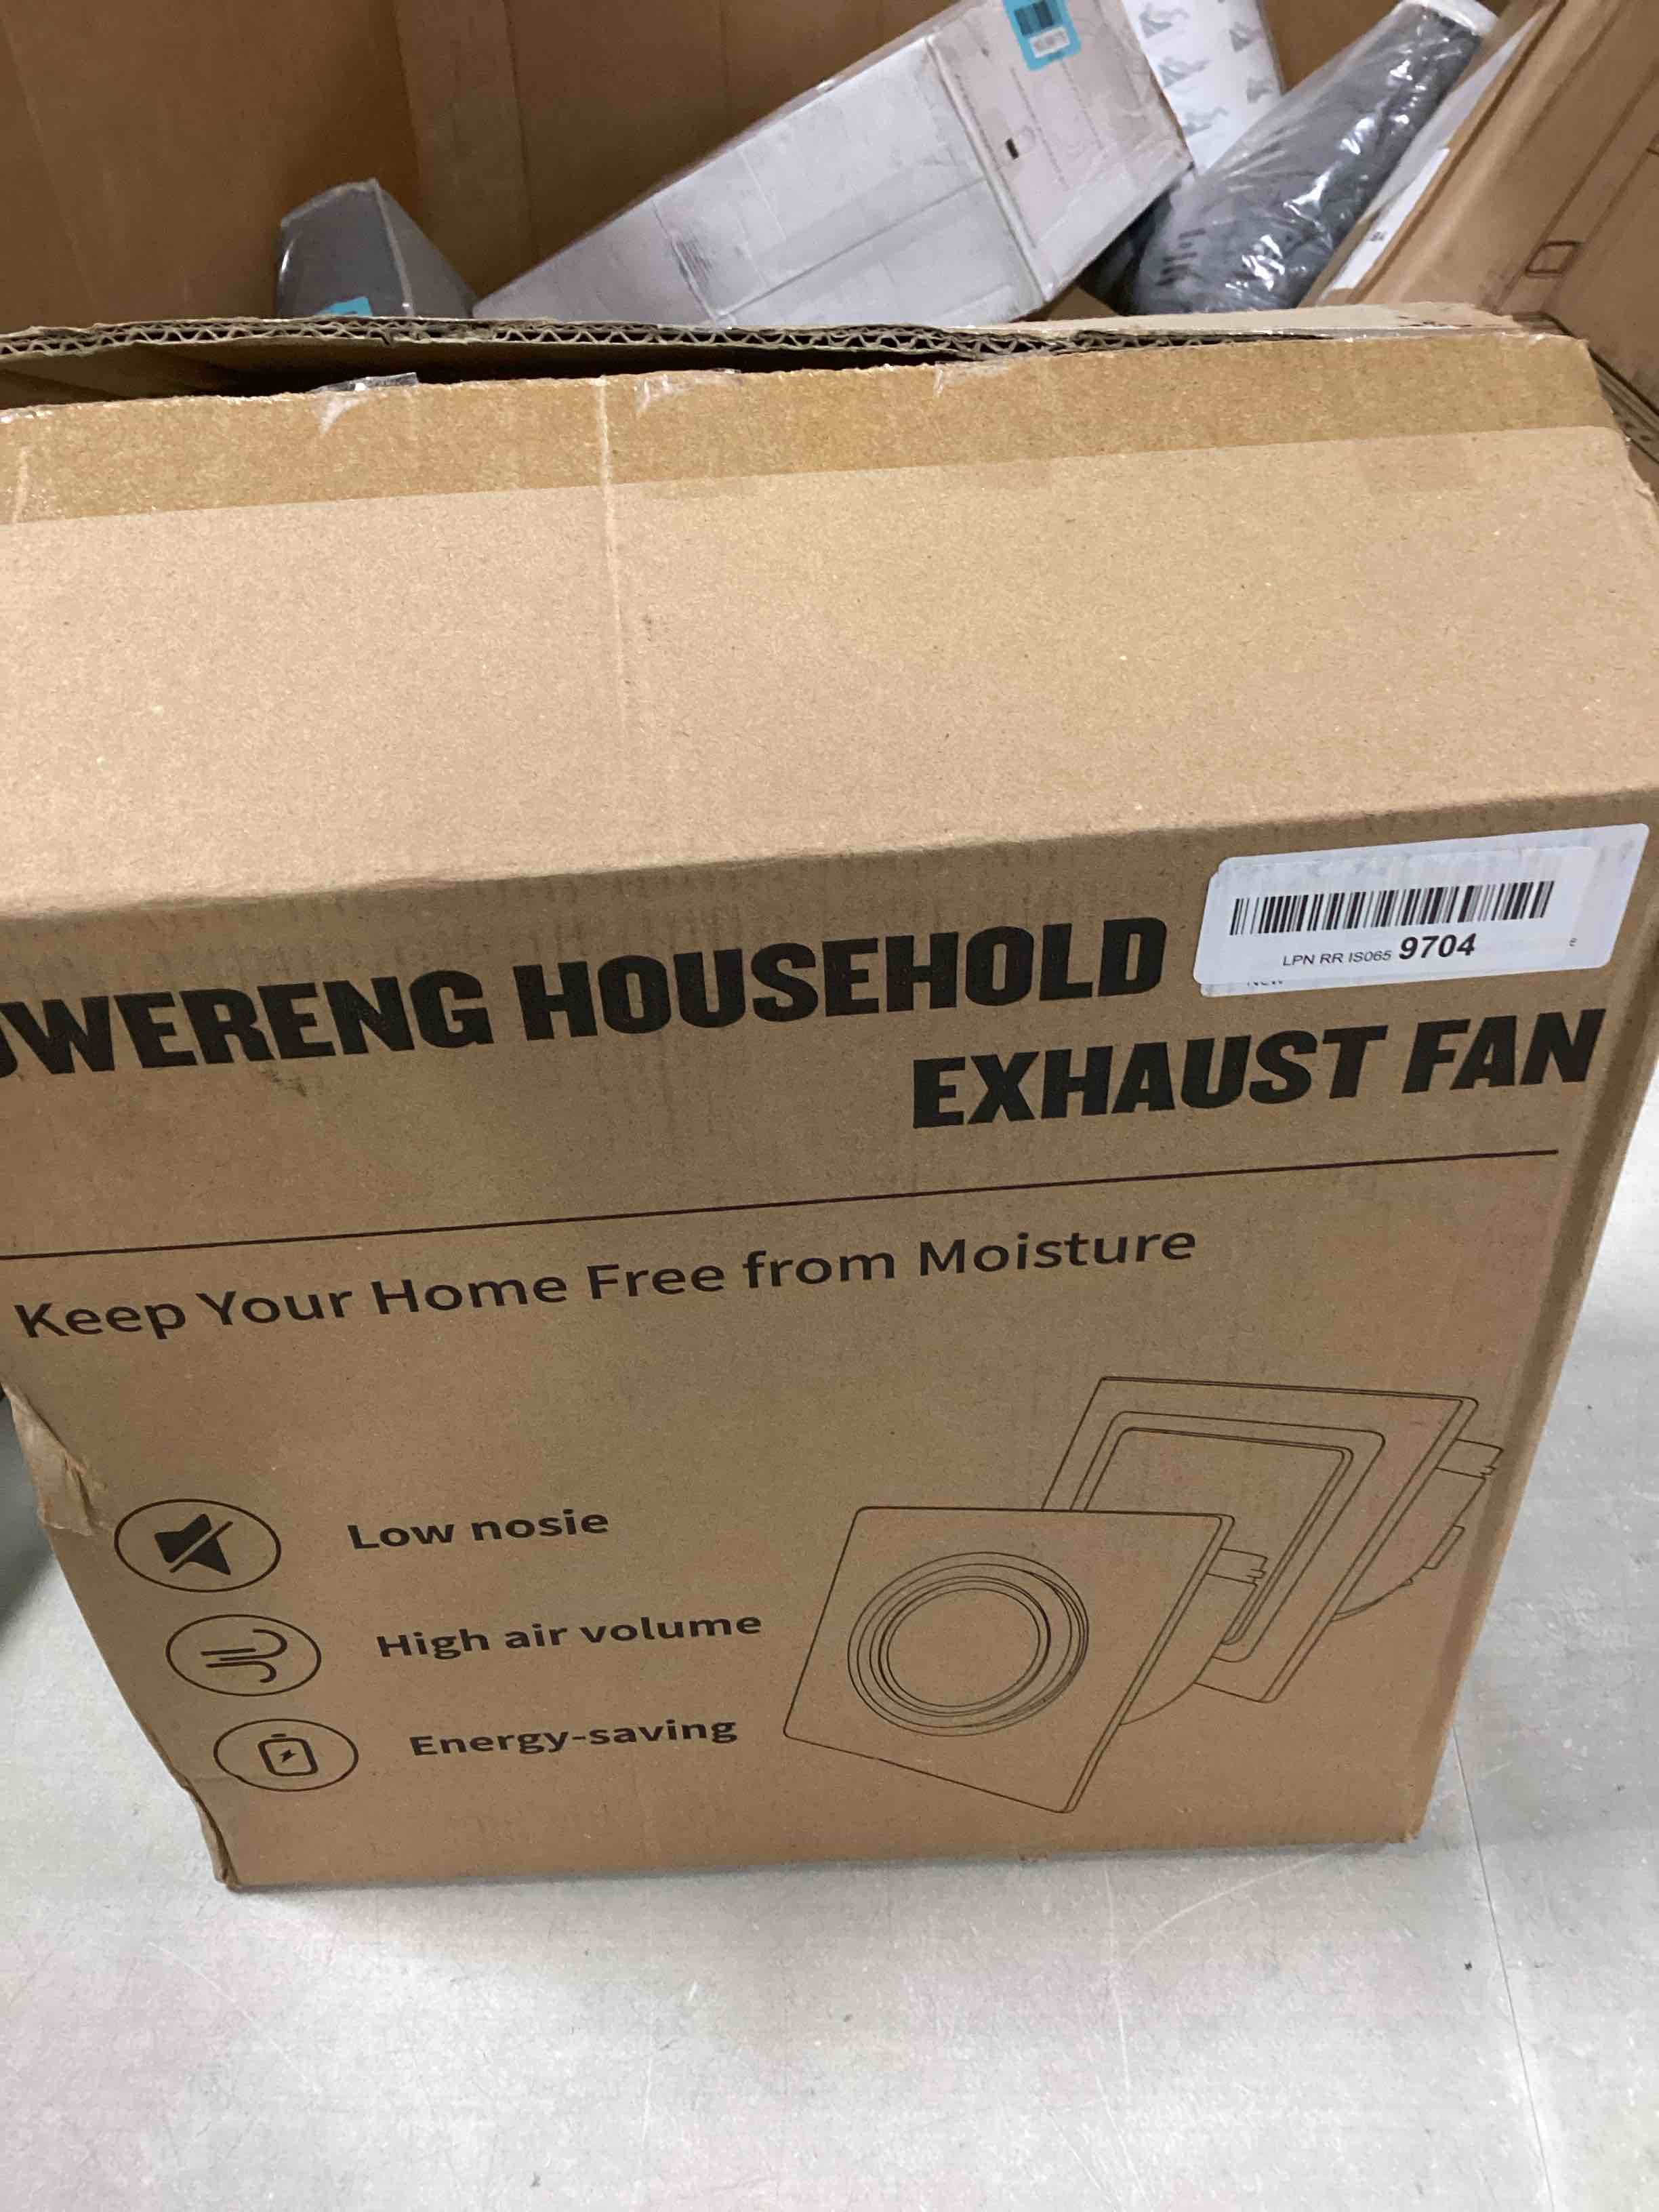 LPN RR IS065 9704
WERENG HOUSEHOLD
EXHAUST FAN
Keep Your Home Free from Moisture
Low nosie
High air volume
Energy-saving